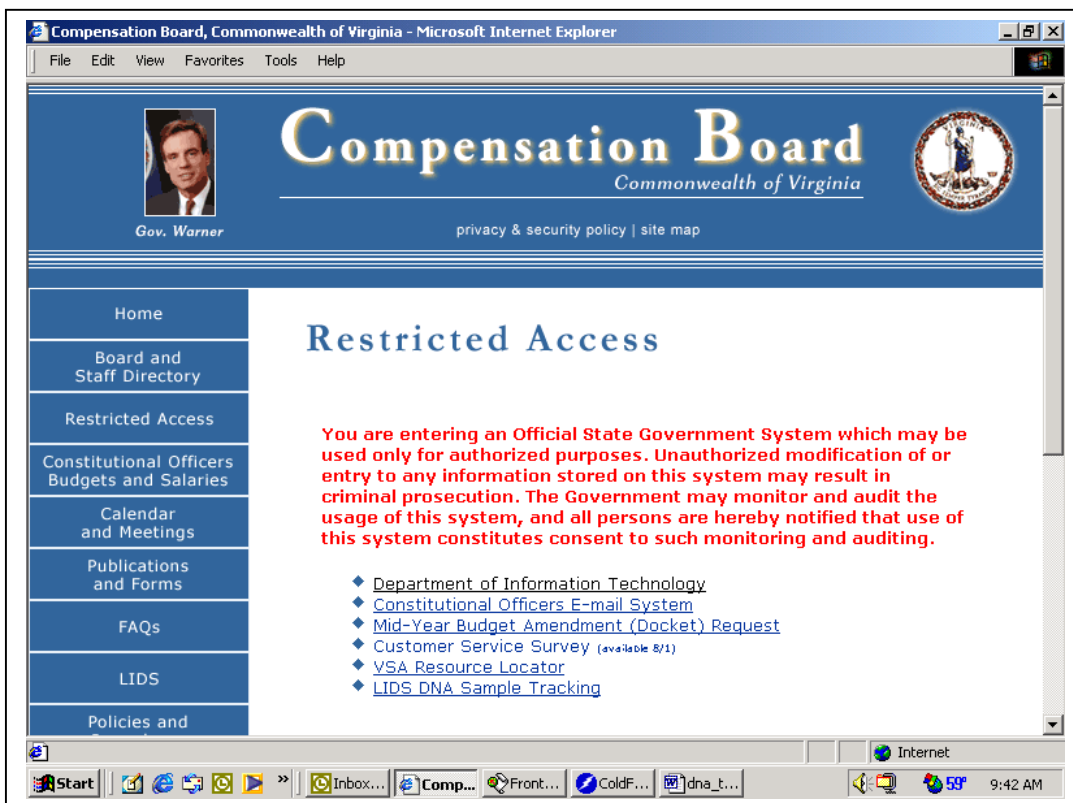 Compensation Board, Commonwealth of Virginia - Microsoft Internet Explorer
File Edit View Favorites Tools Help
Compensation Board
Commonwealth of Virginia
Gov. Warner
privacy & security policy | site map
Home
Board and
Staff Directory
Restricted Access
Constitutional Officers
Budgets and Salaries
Calendar
and Meetings
Publications
and Forms
FAQs
LIDS
Policies and
Restricted Access
You are entering an Official State Government System which may be
used only for authorized purposes. Unauthorized modification of or
entry to any information stored on this system may result in
criminal prosecution. The Government may monitor and audit the
usage of this system, and all persons are hereby notified that use of
this system constitutes consent to such monitoring and auditing.
Department of Information Technology
Constitutional Officers E-mail System
Mid-Year Budget Amendment (Docket) Request
Customer Service Survey (available 8/1)
VSA Resource Locator
LIDS DNA Sample Tracking
Internet
Start » Inbox... Comp... Front... ColdF... dna_t... 59° 9:42 AM